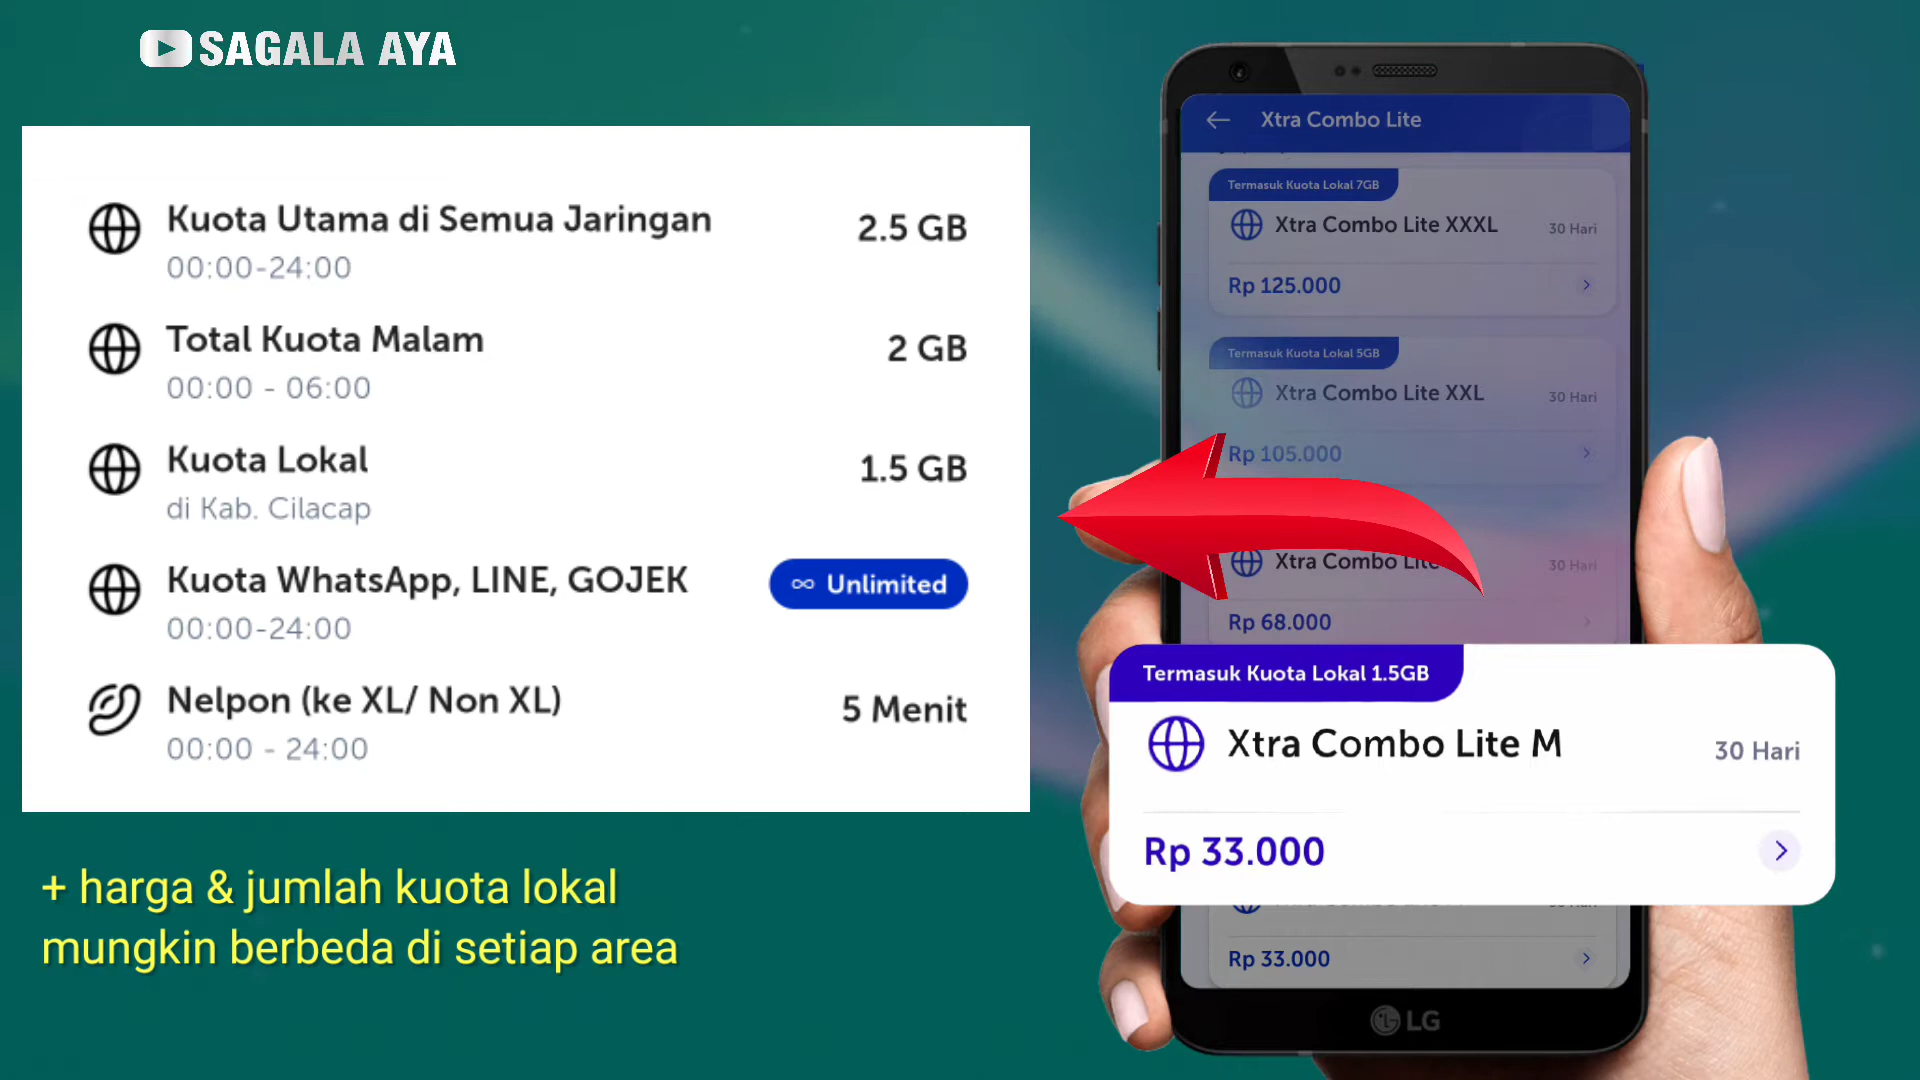 SAGALA AYA
Kuota Utama di Semua Jaringan
2.5 GB
00:00-24:00
Total Kuota Malam
2 GB
00:00 - 06:00
Kuota Lokal
1.5 GB
di Kab. Cilacap
Kuota WhatsApp, LINE, GOJEK
∞ Unlimited
00:00-24:00
Nelpon (ke XL/ Non XL)
5 Menit
00:00 - 24:00
+ harga & jumlah kuota lokal
mungkin berbeda di setiap area
Xtra Combo Lite
Termasuk Kuota Lokal 7GB
Xtra Combo Lite XXXL
30 Hari
Rp 125.000
Termasuk Kuota Lokal 5GB
Xtra Combo Lite XXL
30 Hari
Rp 105.000
Xtra Combo Lite
30 Hari
Rp 68.000
Termasuk Kuota Lokal 1.5GB
Xtra Combo Lite M
30 Hari
Rp 33.000
Rp 33.000
LG